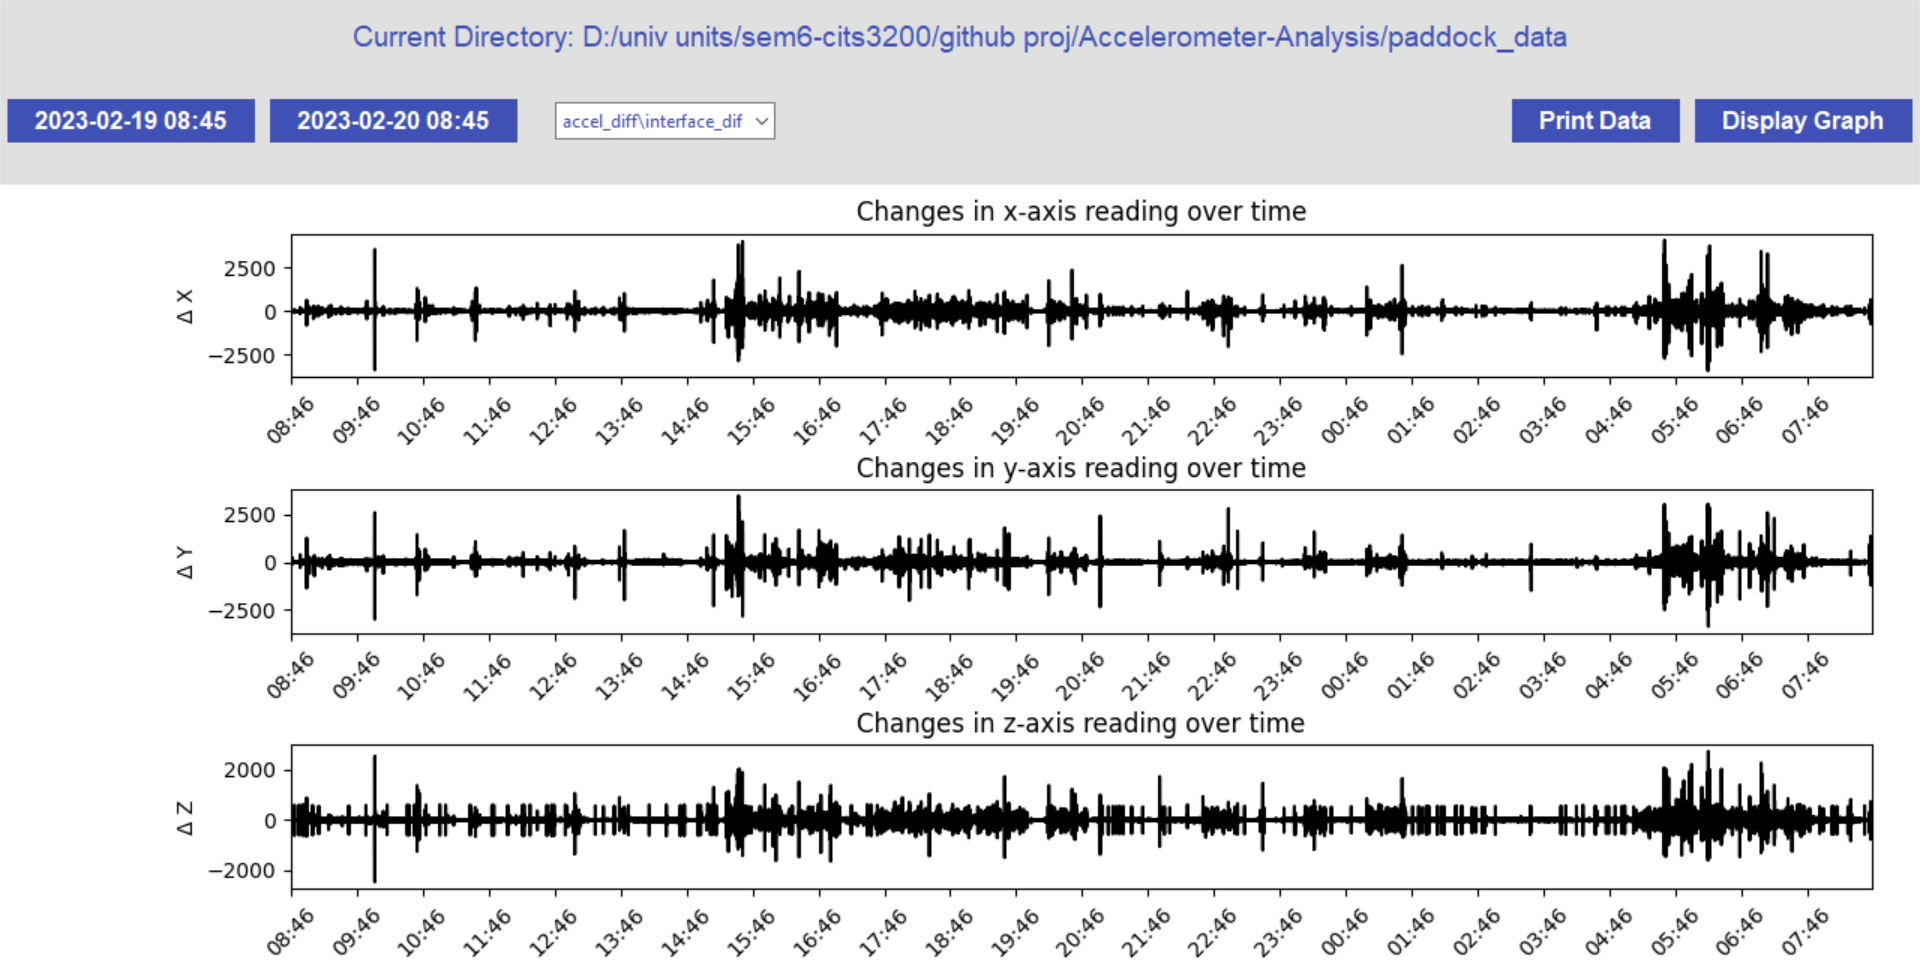 Current Directory: D:/univ units/sem6-cits3200/github proj/Accelerometer-Analysis/paddock_data
2023-02-19 08:45 2023-02-20 08:45 accel_diff\interface_dif Print Data Display Graph
Changes in x-axis reading over time
Δ X
2500
0
−2500
08:46 09:46 10:46 11:46 12:46 13:46 14:46 15:46 16:46 17:46 18:46 19:46 20:46 21:46 22:46 23:46 00:46 01:46 02:46 03:46 04:46 05:46 06:46 07:46
Changes in y-axis reading over time
Δ Y
2500
0
−2500
08:46 09:46 10:46 11:46 12:46 13:46 14:46 15:46 16:46 17:46 18:46 19:46 20:46 21:46 22:46 23:46 00:46 01:46 02:46 03:46 04:46 05:46 06:46 07:46
Changes in z-axis reading over time
Δ Z
2000
0
−2000
08:46 09:46 10:46 11:46 12:46 13:46 14:46 15:46 16:46 17:46 18:46 19:46 20:46 21:46 22:46 23:46 00:46 01:46 02:46 03:46 04:46 05:46 06:46 07:46